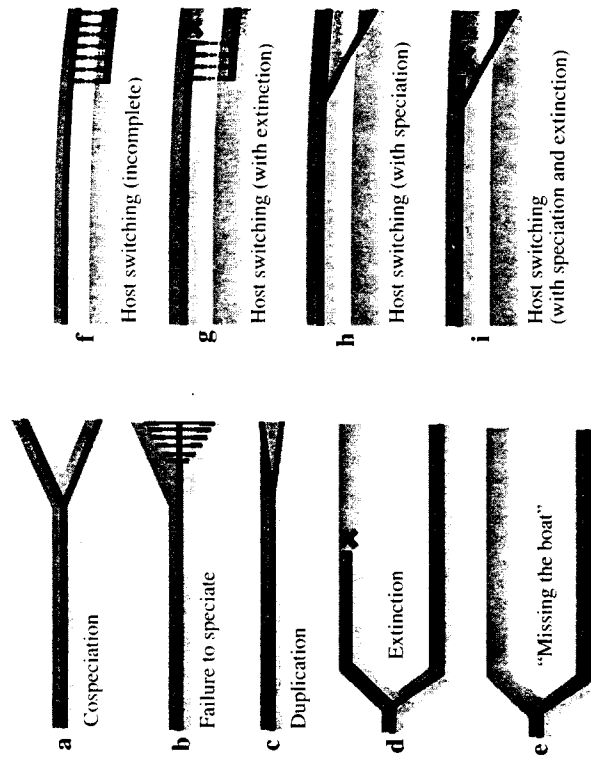 a
Cospeciation
b
Failure to speciate
c
Duplication
d
Extinction
e
"Missing the boat"
f
Host switching (incomplete)
g
Host switching (with extinction)
h
Host switching (with speciation)
i
Host switching
(with speciation and extinction)